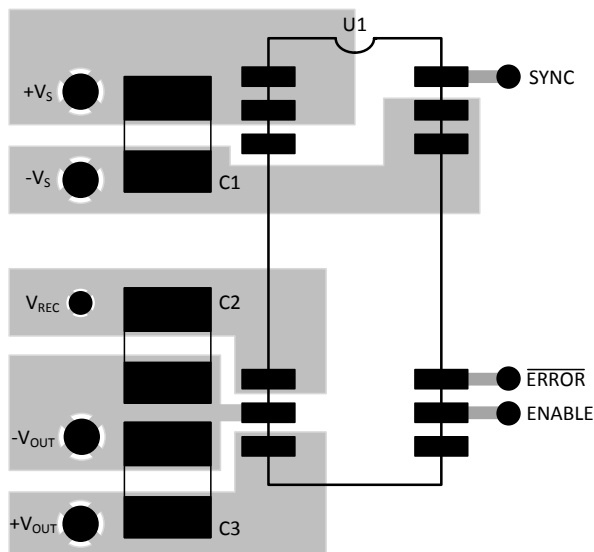 U1
+VS
SYNC
-VS
C1
VREC
C2
ERROR
ENABLE
-VOUT
+VOUT
C3